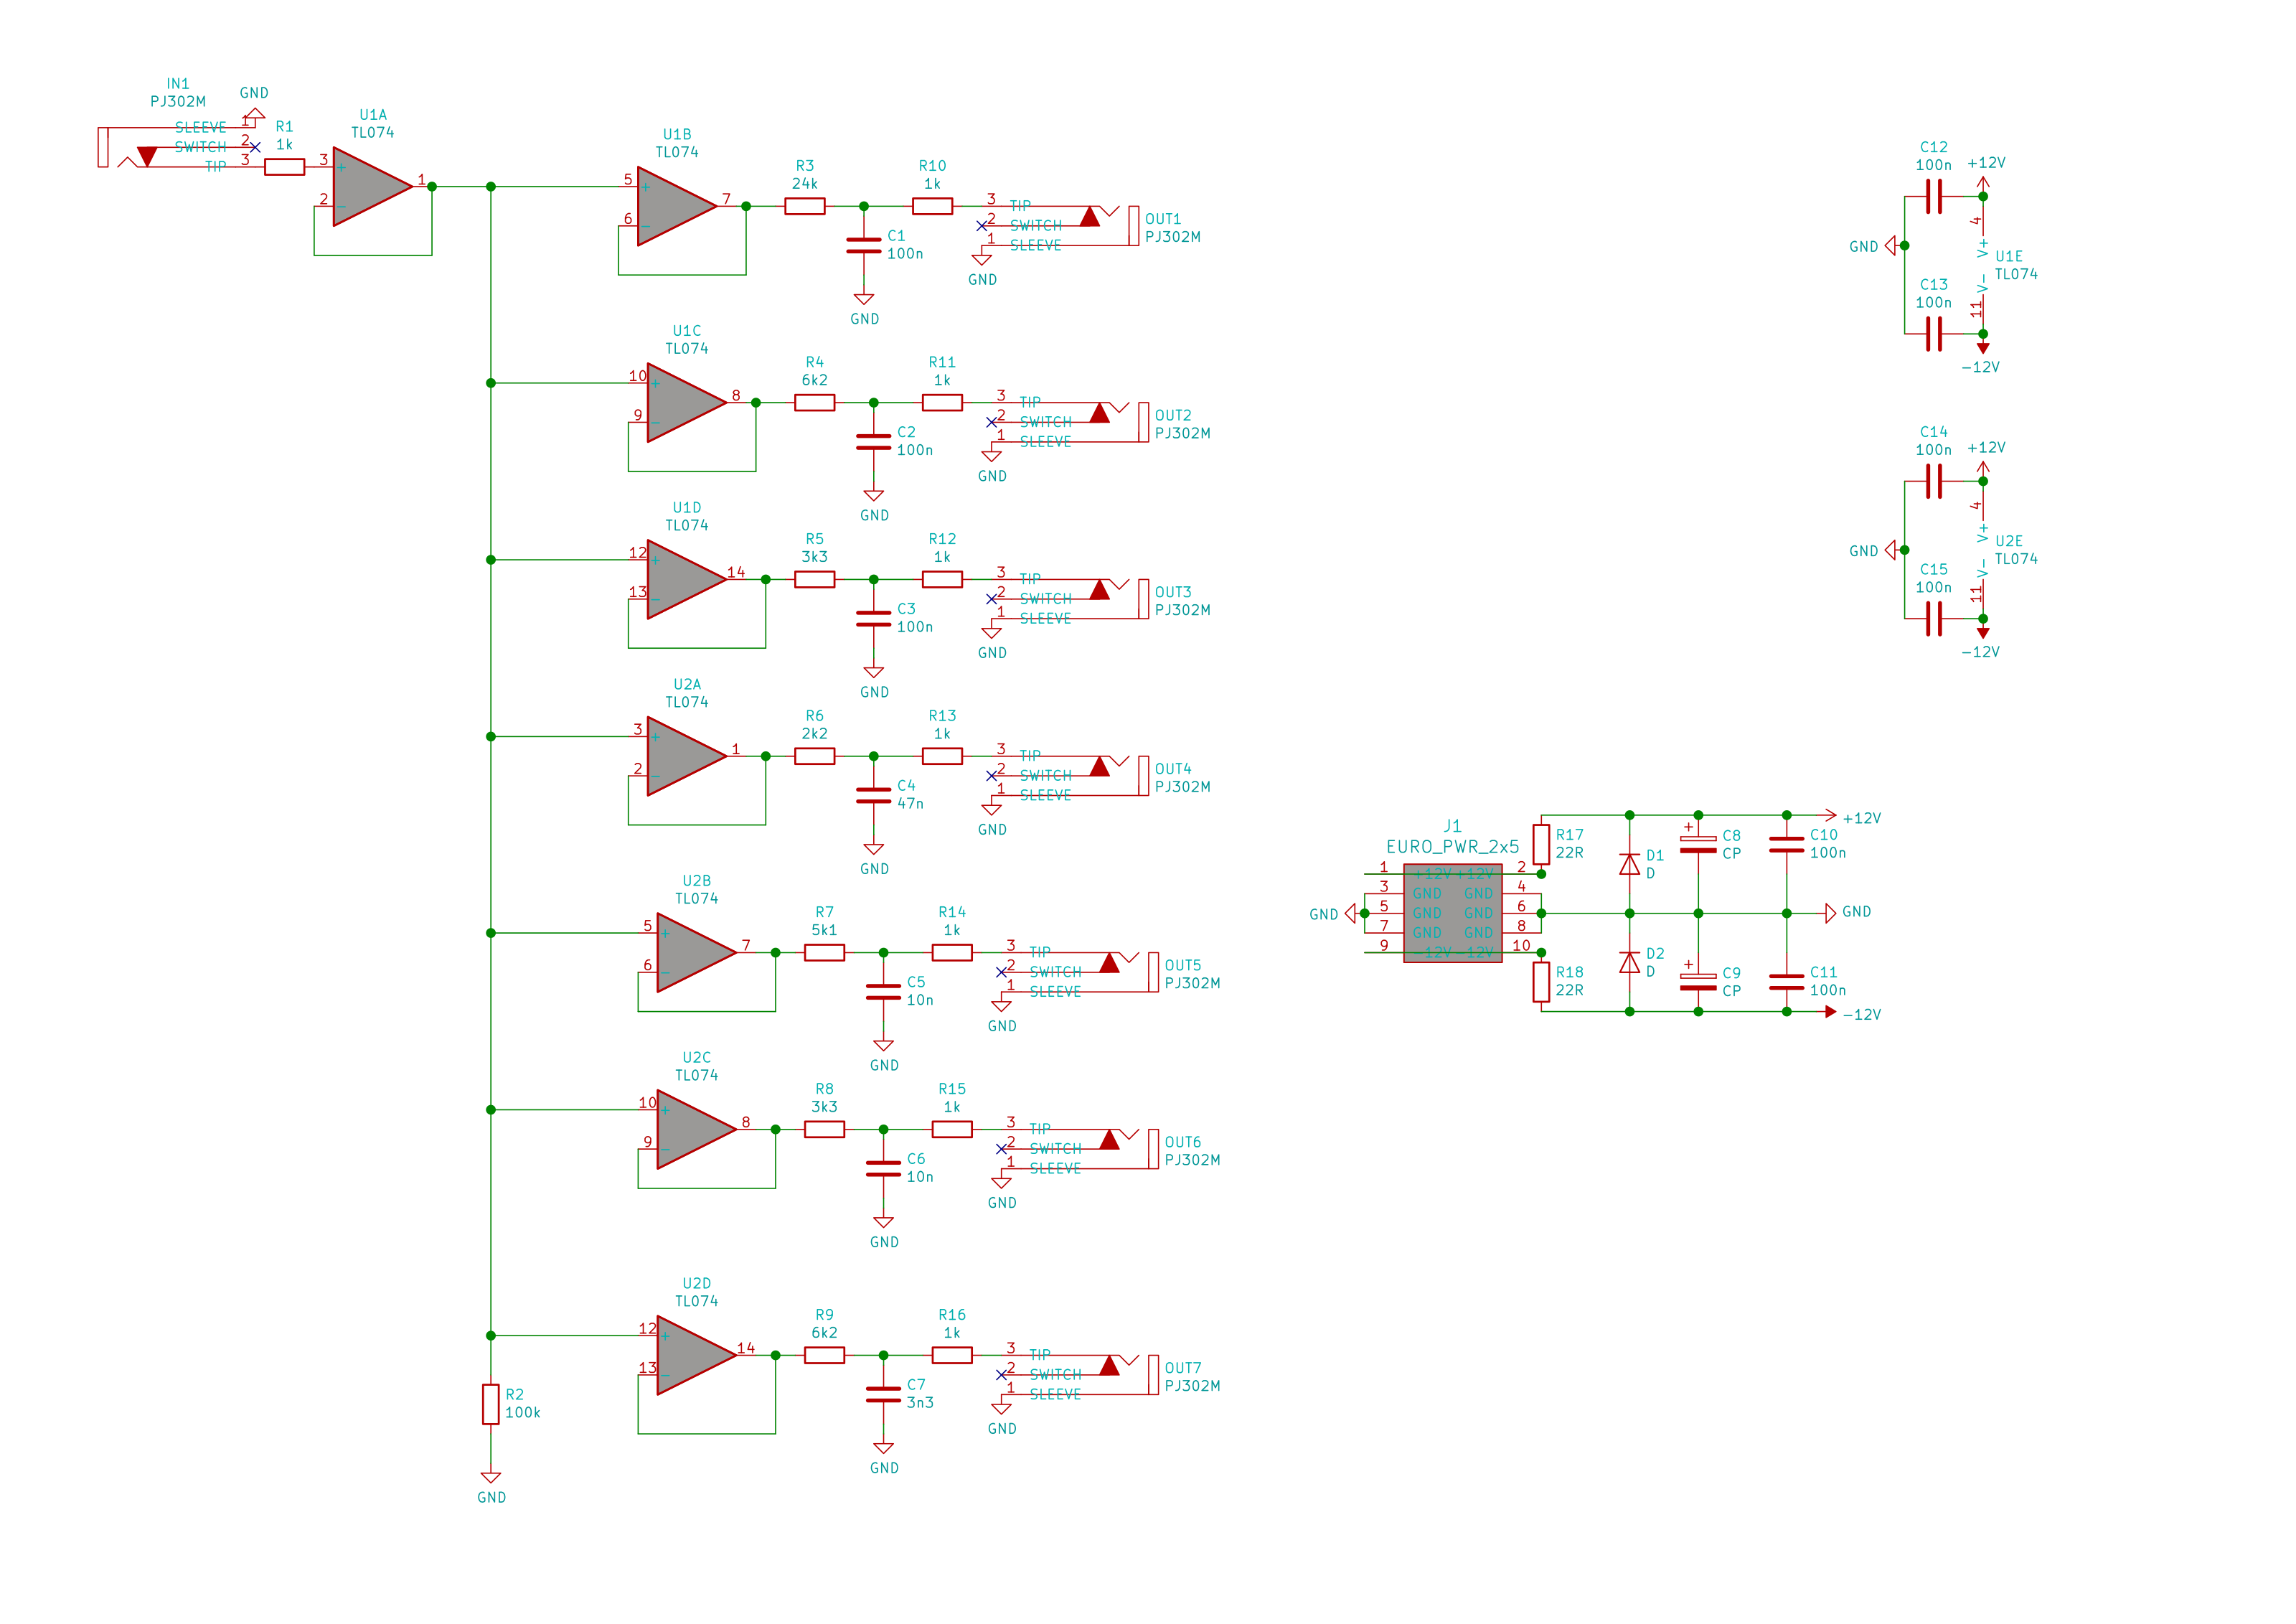 IN1
PJ302M
GND
SLEEVE 1
SWITCH 2
TIP 3
R1
1k
U1A
TL074
3
+
2
−
1
U1B
TL074
5
+
6
−
7
R3
24k
R10
1k
C1
100n
GND
3 TIP
2 SWITCH
1 SLEEVE
GND
OUT1
PJ302M
U1C
TL074
10
+
9
−
8
R4
6k2
R11
1k
C2
100n
GND
3 TIP
2 SWITCH
1 SLEEVE
GND
OUT2
PJ302M
U1D
TL074
12
+
13
−
14
R5
3k3
R12
1k
C3
100n
GND
3 TIP
2 SWITCH
1 SLEEVE
GND
OUT3
PJ302M
U2A
TL074
3
+
2
−
1
R6
2k2
R13
1k
C4
47n
GND
3 TIP
2 SWITCH
1 SLEEVE
GND
OUT4
PJ302M
U2B
TL074
5
+
6
−
7
R7
5k1
R14
1k
C5
10n
GND
3 TIP
2 SWITCH
1 SLEEVE
GND
OUT5
PJ302M
U2C
TL074
10
+
9
−
8
R8
3k3
R15
1k
C6
10n
GND
3 TIP
2 SWITCH
1 SLEEVE
GND
OUT6
PJ302M
U2D
TL074
12
+
13
−
14
R9
6k2
R16
1k
C7
3n3
GND
3 TIP
2 SWITCH
1 SLEEVE
GND
OUT7
PJ302M
R2
100k
GND
C12
100n
+12V
4
V+
GND
U1E
TL074
C13
100n
V−
11
−12V
C14
100n
+12V
4
V+
GND
U2E
TL074
C15
100n
V−
11
−12V
J1
EURO_PWR_2x5
1 +12V +12V 2
3 GND GND 4
5 GND GND 6
7 GND GND 8
9 −12V −12V 10
GND
R17
22R
R18
22R
D1
D
D2
D
+
C8
CP
+
C9
CP
C10
100n
C11
100n
+12V
GND
−12V